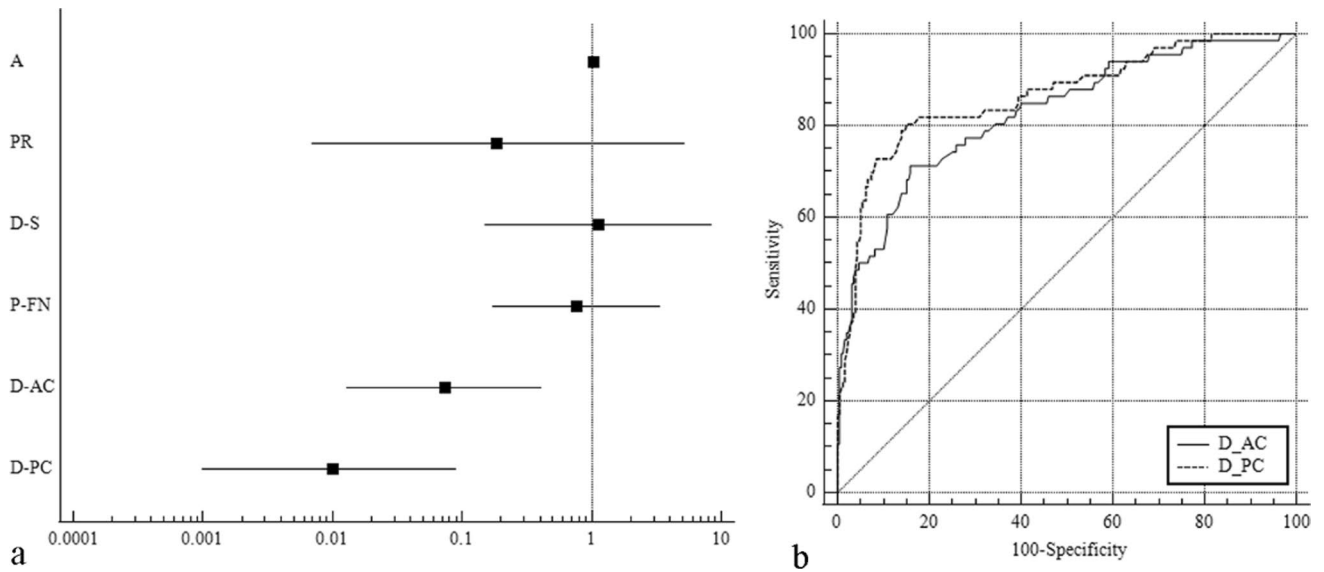 A
PR
D-S
P-FN
D-AC
D-PC
0.0001 0.001 0.01 0.1 1 10
a
100
80
60
40
20
0
Sensitivity
D_AC
D_PC
0 20 40 60 80 100
100-Specificity
b